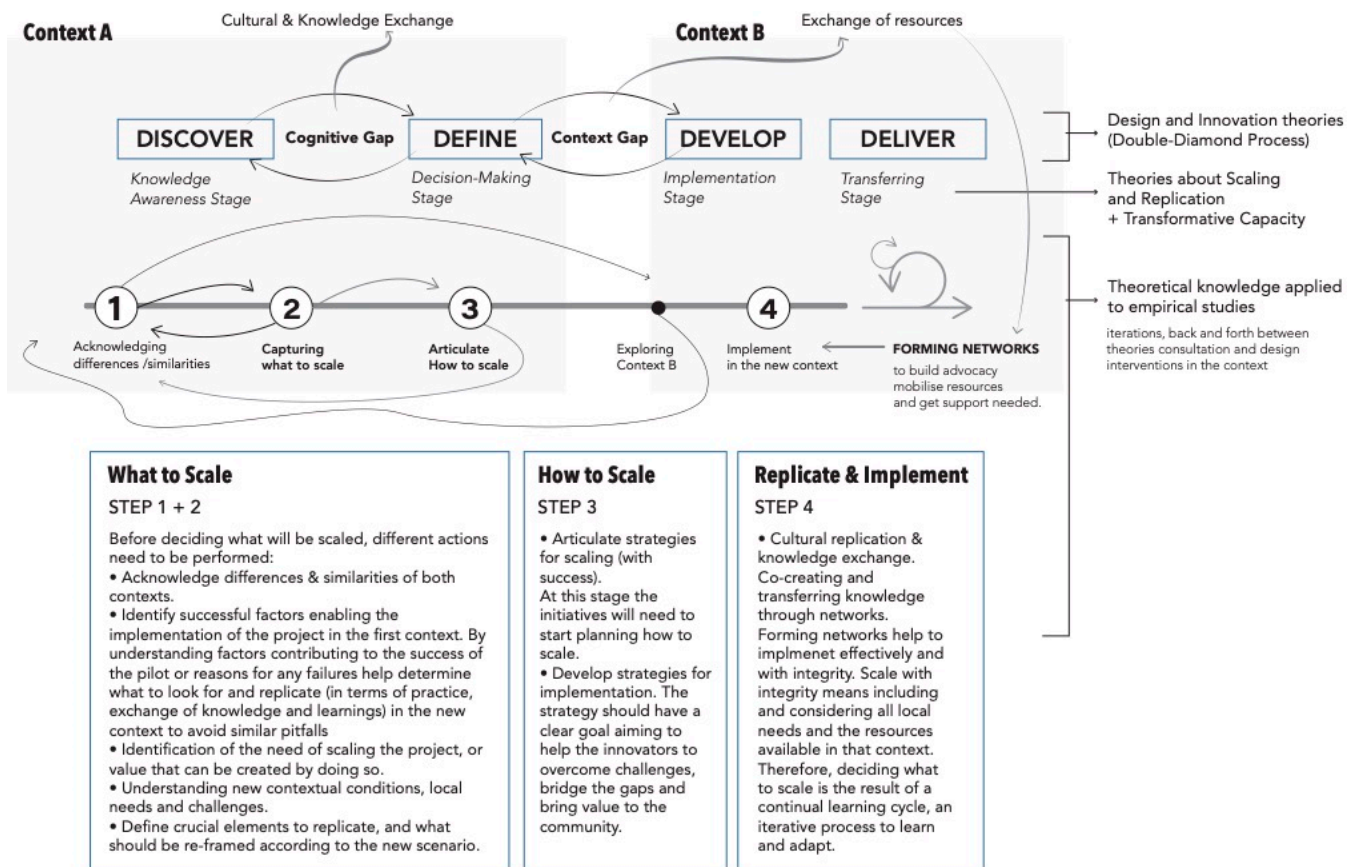 Context A
Cultural & Knowledge Exchange
Context B
Exchange of resources
DISCOVER
Cognitive Gap
DEFINE
Context Gap
DEVELOP
DELIVER
Knowledge
Awareness Stage
Decision-Making
Stage
Implementation
Stage
Transferring
Stage
Design and Innovation theories
(Double-Diamond Process)
Theories about Scaling
and Replication
+ Transformative Capacity
1
2
3
4
Acknowledging
differences /similarities
Capturing
what to scale
Articulate
How to scale
Exploring
Context B
Implement
in the new context
FORMING NETWORKS
to build advocacy
mobilise resources
and get support needed.
Theoretical knowledge applied
to empirical studies
iterations, back and forth between
theories consultation and design
interventions in the context
What to Scale
STEP 1 + 2
Before deciding what will be scaled, different actions
need to be performed:
• Acknowledge differences & similarities of both
contexts.
• Identify successful factors enabling the
implementation of the project in the first context. By
understanding factors contributing to the success of
the pilot or reasons for any failures help determine
what to look for and replicate (in terms of practice,
exchange of knowledge and learnings) in the new
context to avoid similar pitfalls
• Identification of the need of scaling the project, or
value that can be created by doing so.
• Understanding new contextual conditions, local
needs and challenges.
• Define crucial elements to replicate, and what
should be re-framed according to the new scenario.
How to Scale
STEP 3
• Articulate strategies
for scaling (with
success).
At this stage the
initiatives will need to
start planning how to
scale.
• Develop strategies for
implementation. The
strategy should have a
clear goal aiming to
help the innovators to
overcome challenges,
bridge the gaps and
bring value to the
community.
Replicate & Implement
STEP 4
• Cultural replication &
knowledge exchange.
Co-creating and
transferring knowledge
through networks.
Forming networks help to
implmenet effectively and
with integrity. Scale with
integrity means including
and considering all local
needs and the resources
available in that context.
Therefore, deciding what
to scale is the result of a
continual learning cycle, an
iterative process to learn
and adapt.